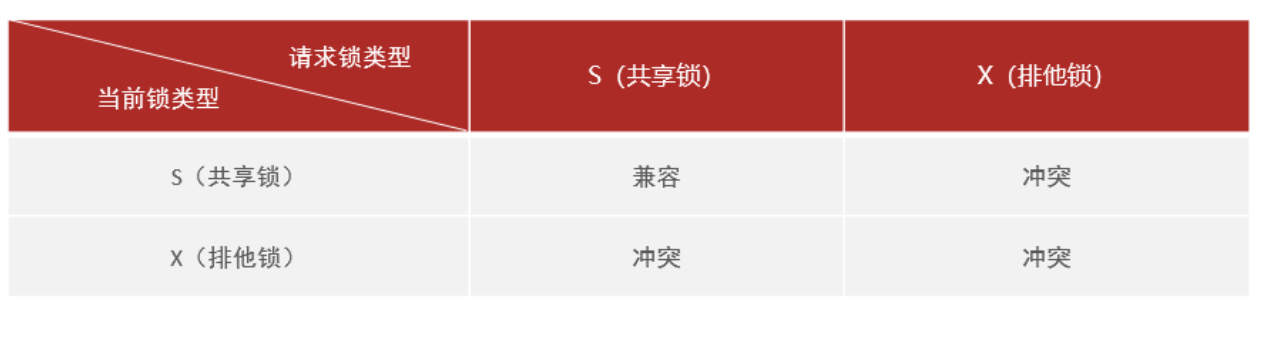 请求锁类型
当前锁类型
S (共享锁)
X (排他锁)
S（共享锁）
兼容
冲突
X（排他锁）
冲突
冲突